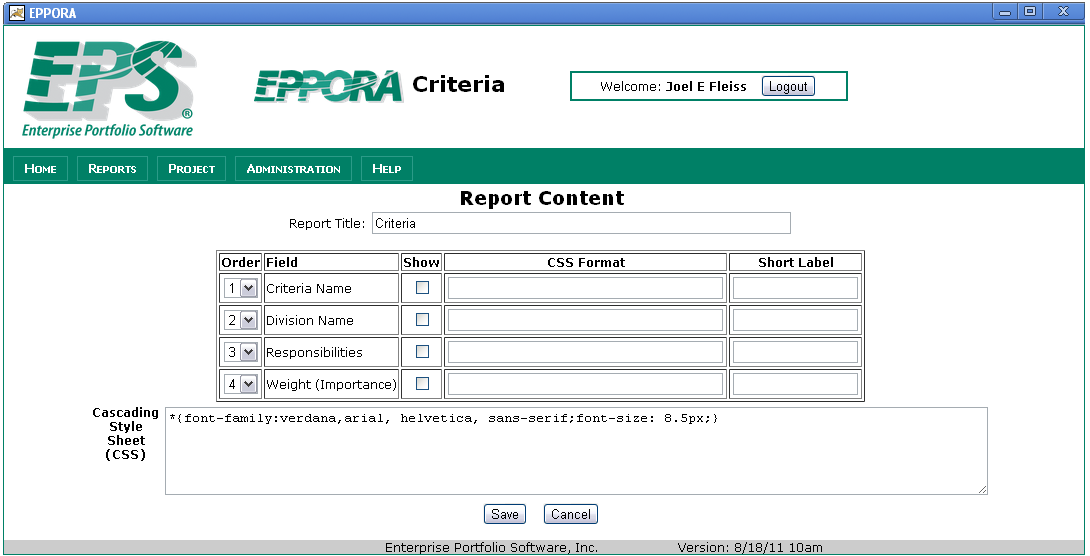 EPPORA
EPS®
Enterprise Portfolio Software
EPPORA Criteria
Welcome: Joel E Fleiss Logout
Home Reports Project Administration Help
Report Content
Report Title: Criteria
Order Field Show CSS Format Short Label
1 Criteria Name
2 Division Name
3 Responsibilities
4 Weight (Importance)
Cascading
Style
Sheet
(CSS)
*{font-family:verdana,arial, helvetica, sans-serif;font-size: 8.5px;}
Save Cancel
Enterprise Portfolio Software, Inc. Version: 8/18/11 10am